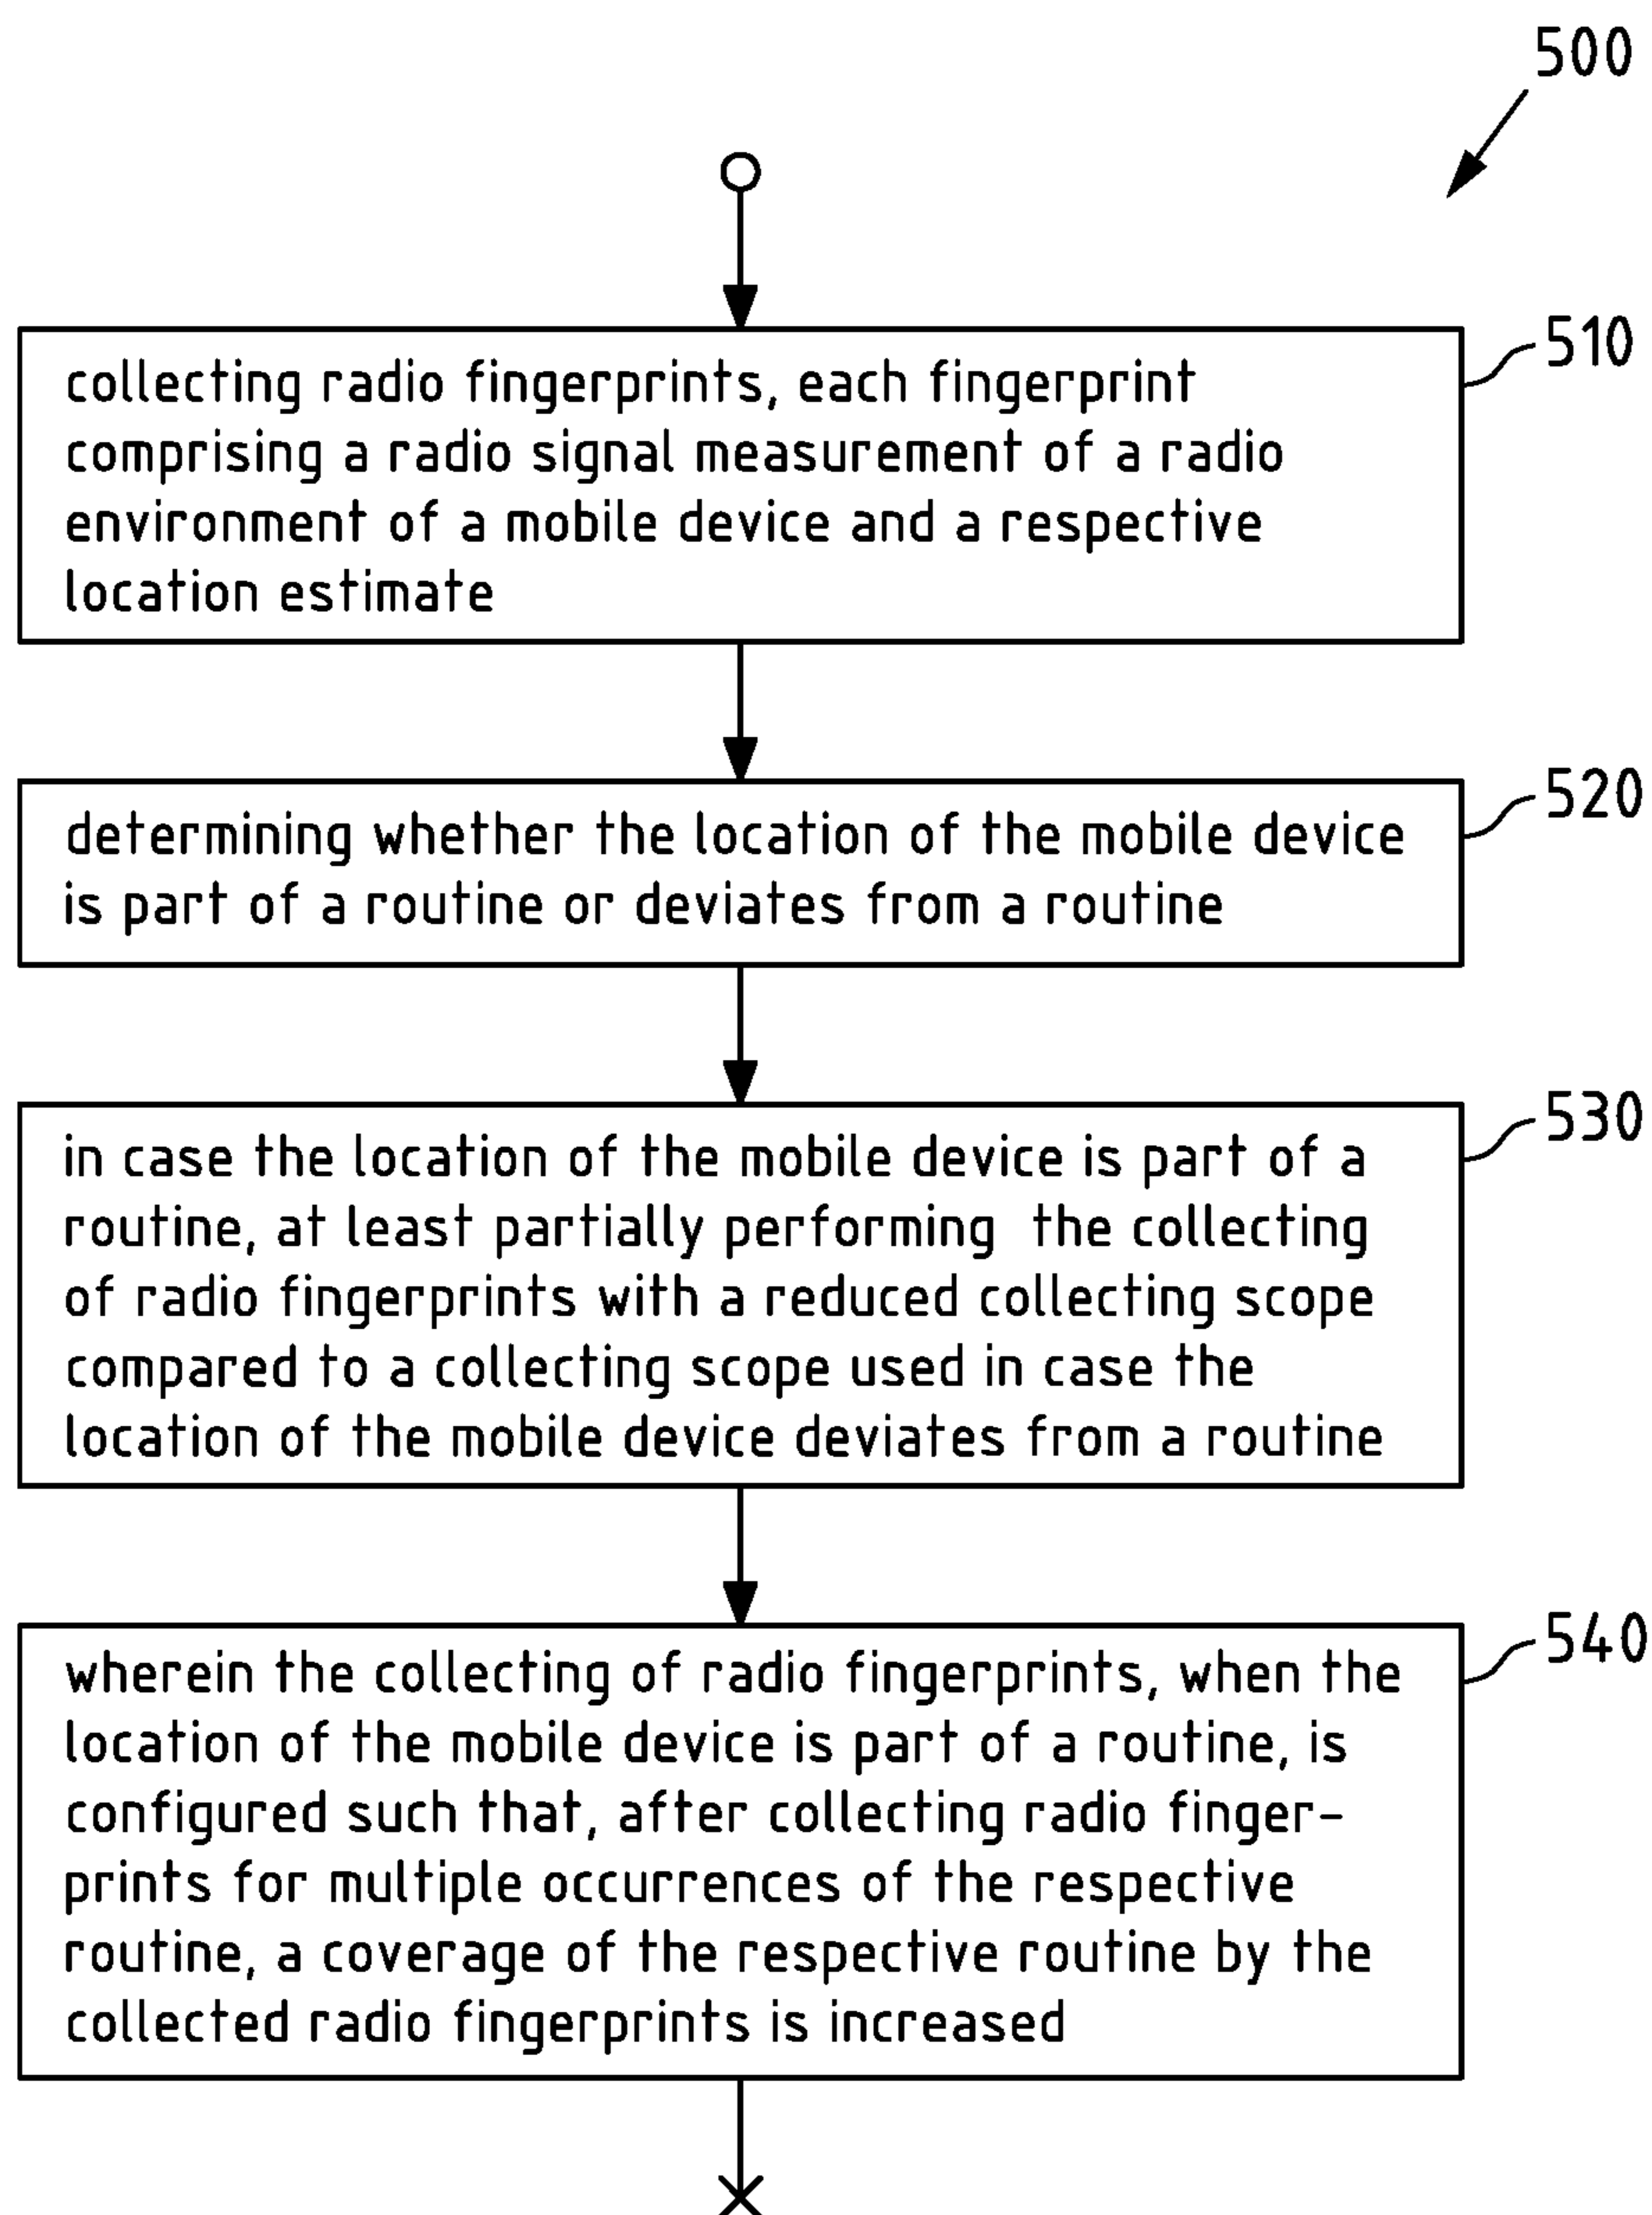 500
510
collecting radio fingerprints, each fingerprint
comprising a radio signal measurement of a radio
environment of a mobile device and a respective
location estimate
520
determining whether the location of the mobile device
is part of a routine or deviates from a routine
530
in case the location of the mobile device is part of a
routine, at least partially performing the collecting
of radio fingerprints with a reduced collecting scope
compared to a collecting scope used in case the
location of the mobile device deviates from a routine
540
wherein the collecting of radio fingerprints, when the
location of the mobile device is part of a routine, is
configured such that, after collecting radio finger-
prints for multiple occurrences of the respective
routine, a coverage of the respective routine by the
collected radio fingerprints is increased